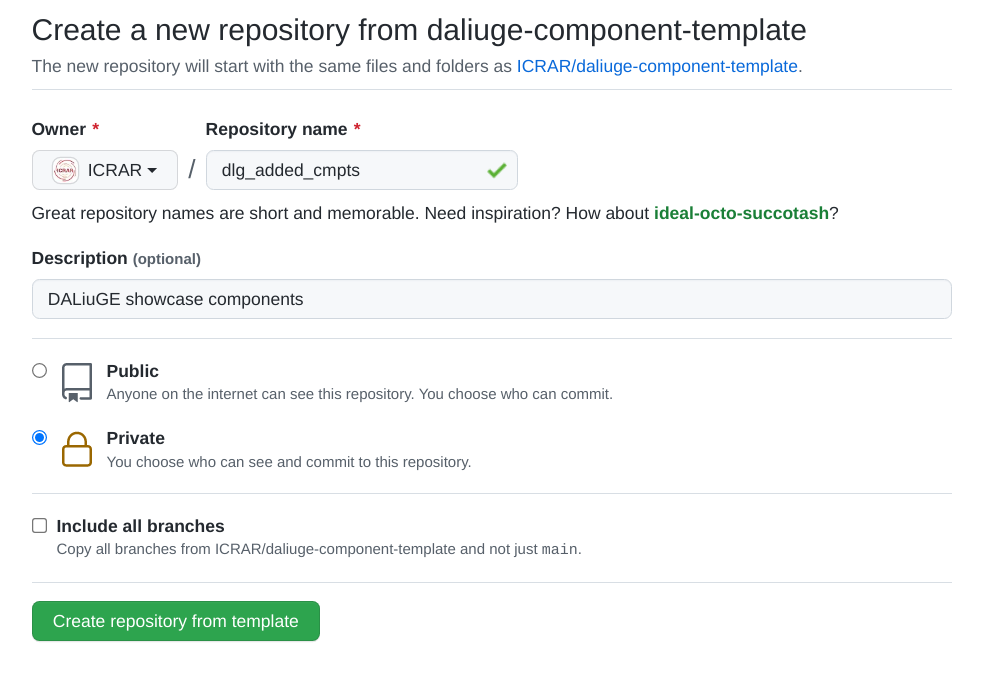 Create a new repository from daliuge-component-template
The new repository will start with the same files and folders as ICRAR/daliuge-component-template.
Owner * Repository name *
ICRAR ICRAR / dlg_added_cmpts
Great repository names are short and memorable. Need inspiration? How about ideal-octo-succotash?
Description (optional)
DALiuGE showcase components
Public
Anyone on the internet can see this repository. You choose who can commit.
Private
You choose who can see and commit to this repository.
Include all branches
Copy all branches from ICRAR/daliuge-component-template and not just main.
Create repository from template